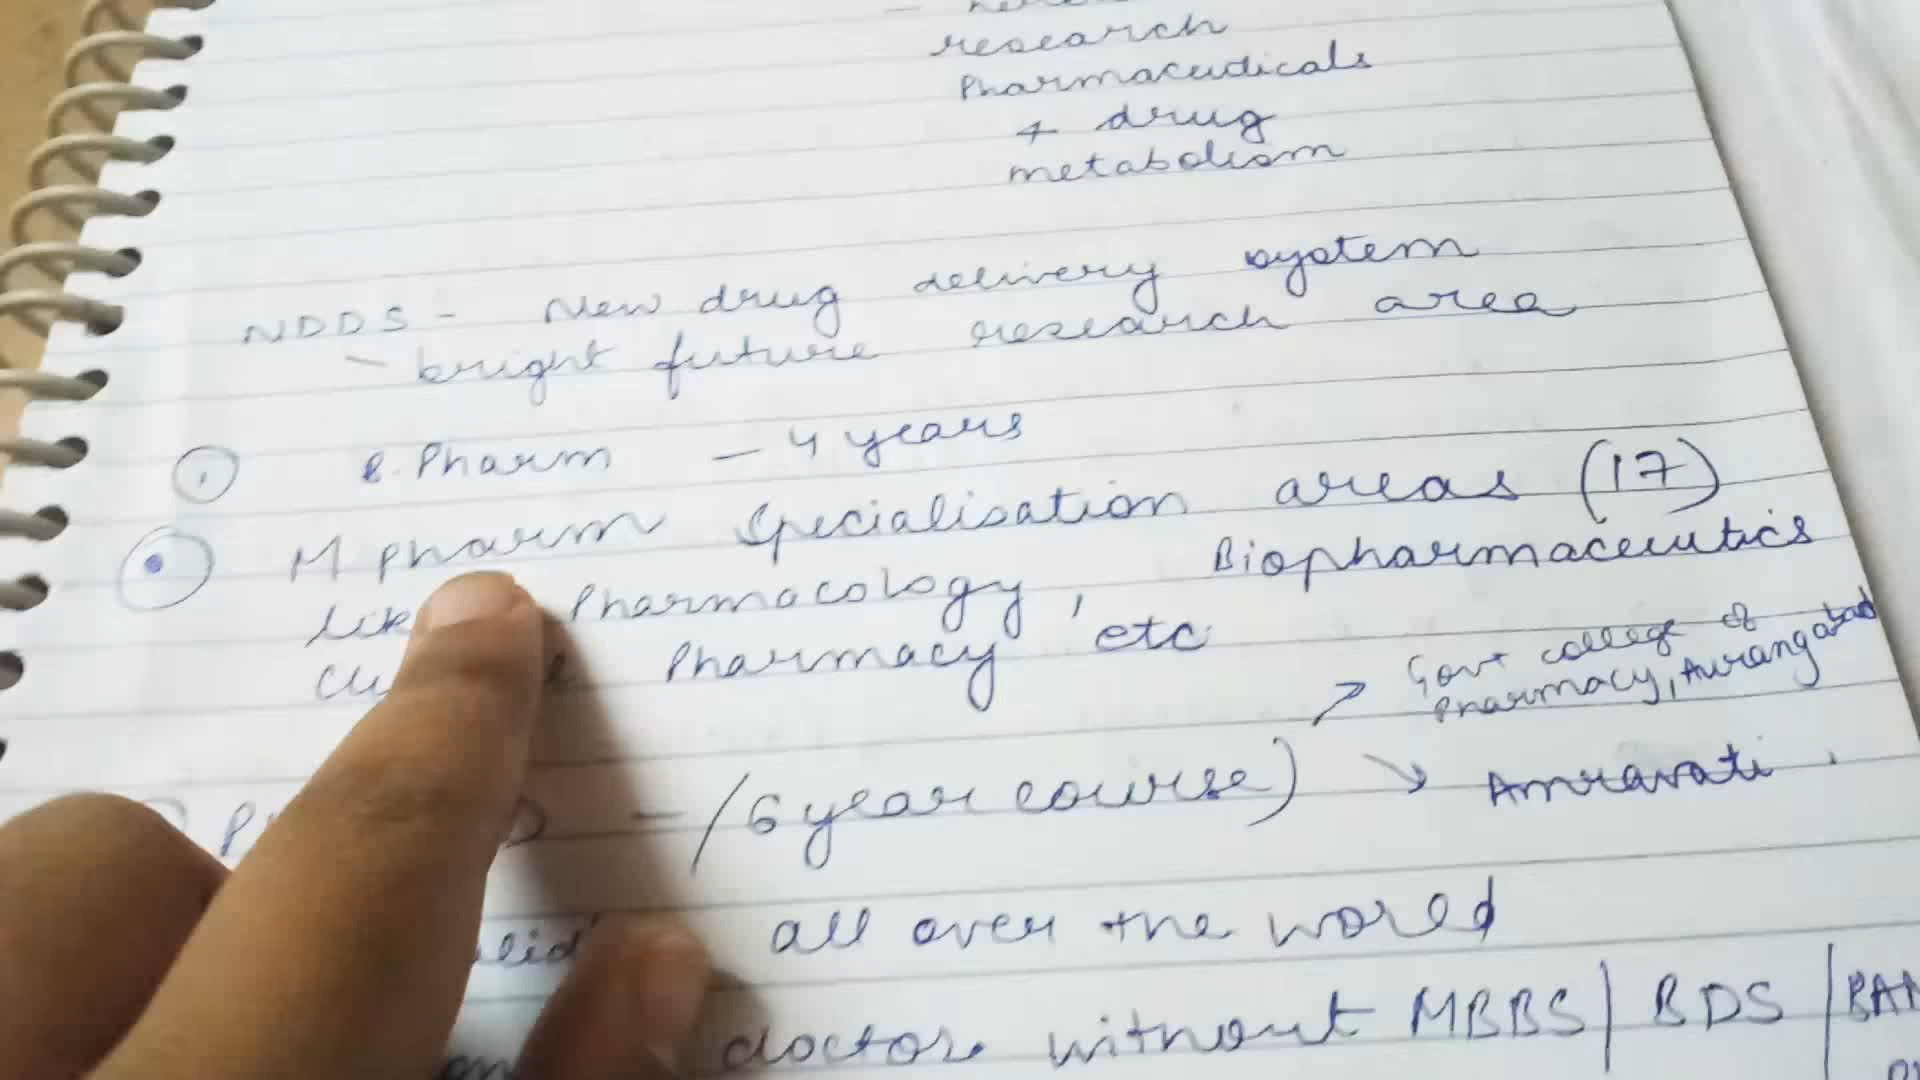 research
Pharmaceuticals
+ drug
metabolism
NDDS - New drug delivery system
- bright future research area
1 B. Pharm - 4 years
M pharm Specialisation areas (17)
Pharmacology, Biopharmaceutics
Pharmacy etc
Govt college of
Pharmacy, Aurangabad
- (6 year course)
Amravati
all over the world
doctor without MBBS | BDS |